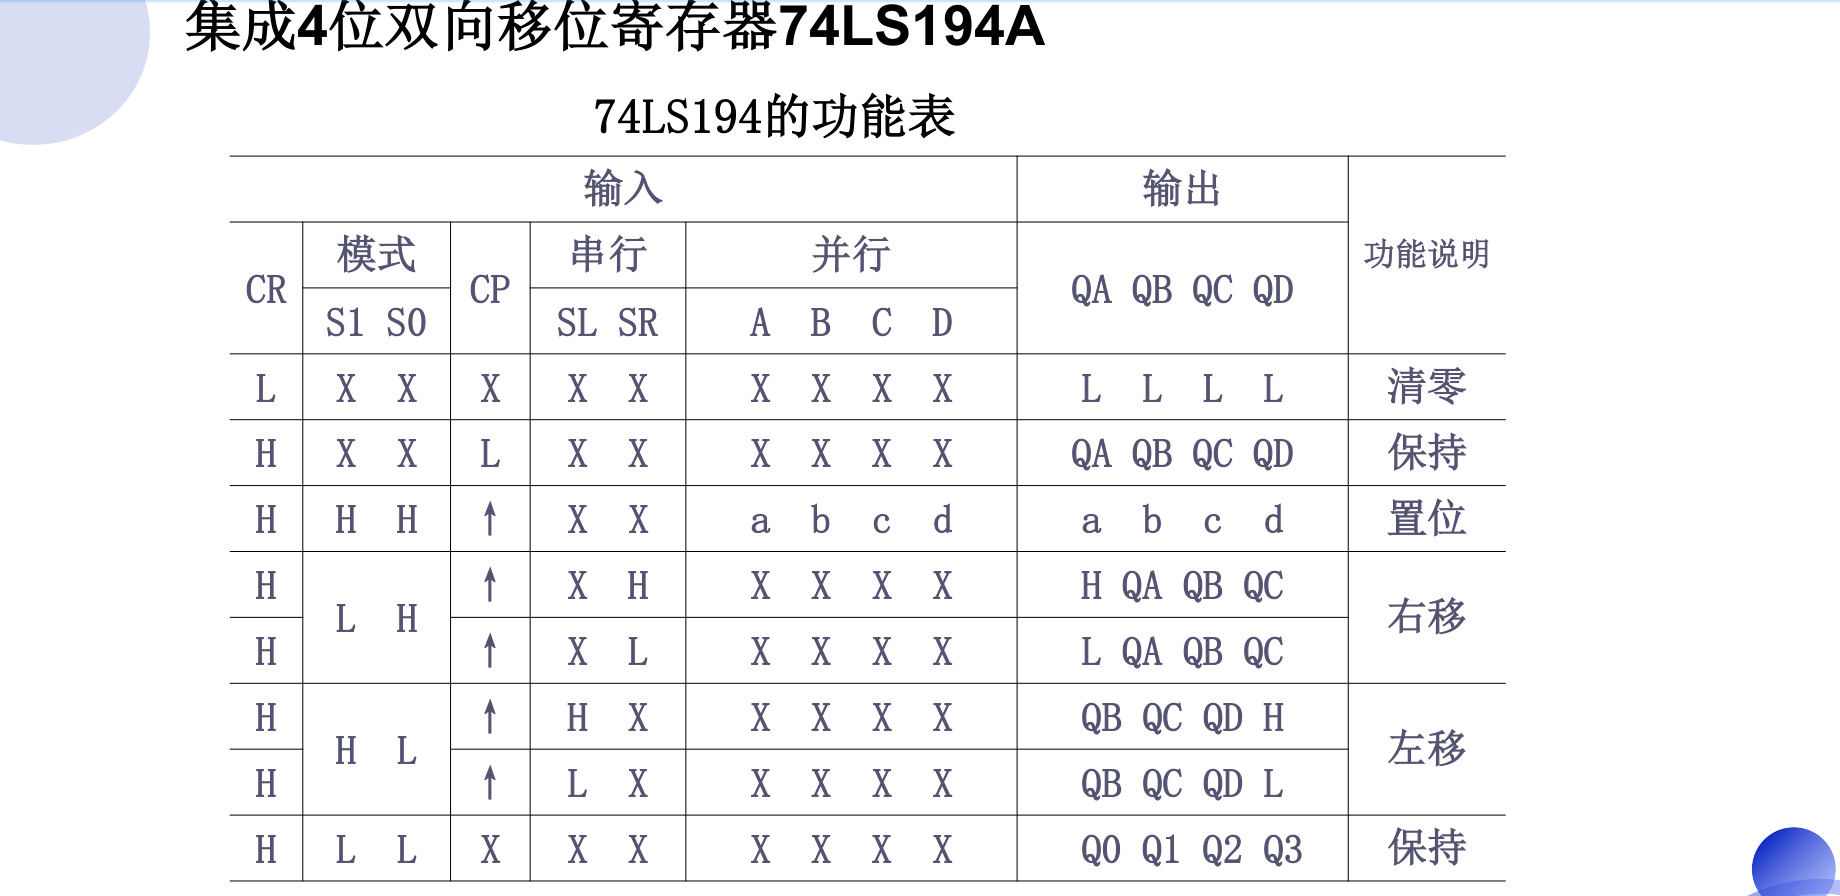 集成4位双向移位寄存器74LS194A
74LS194的功能表
输入 输出 功能说明
CR 模式 CP 串行 并行 QA QB QC QD
S1 S0 SL SR A B C D
L X X X X X X X X X L L L L 清零
H X X L X X X X X X QA QB QC QD 保持
H H H ↑ X X a b c d a b c d 置位
H L H ↑ X H X X X X H QA QB QC 右移
H ↑ X L X X X X L QA QB QC
H H L ↑ H X X X X X QB QC QD H 左移
H ↑ L X X X X X QB QC QD L
H L L X X X X X X X Q0 Q1 Q2 Q3 保持